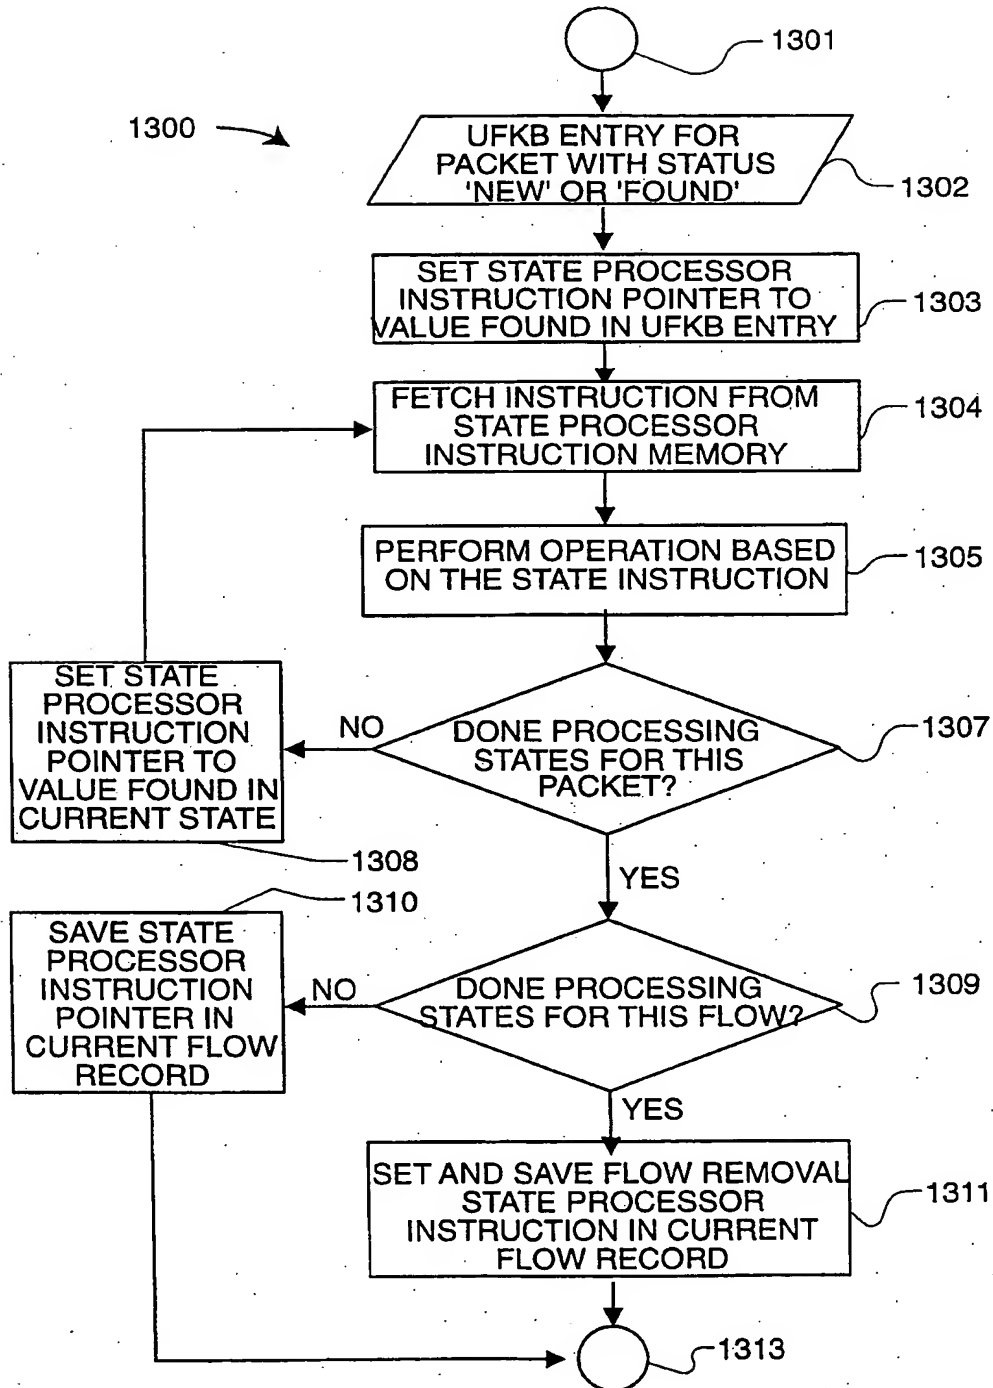 1301
1300
UFKB ENTRY FOR
PACKET WITH STATUS
'NEW' OR 'FOUND'
1302
SET STATE PROCESSOR
INSTRUCTION POINTER TO
VALUE FOUND IN UFKB ENTRY
1303
FETCH INSTRUCTION FROM
STATE PROCESSOR
INSTRUCTION MEMORY
1304
PERFORM OPERATION BASED
ON THE STATE INSTRUCTION
1305
SET STATE
PROCESSOR
INSTRUCTION
POINTER TO
VALUE FOUND IN
CURRENT STATE
NO
DONE PROCESSING
STATES FOR THIS
PACKET?
1307
1308
YES
1310
SAVE STATE
PROCESSOR
INSTRUCTION
POINTER IN
CURRENT FLOW
RECORD
NO
DONE PROCESSING
STATES FOR THIS FLOW?
1309
YES
SET AND SAVE FLOW REMOVAL
STATE PROCESSOR
INSTRUCTION IN CURRENT
FLOW RECORD
1311
1313